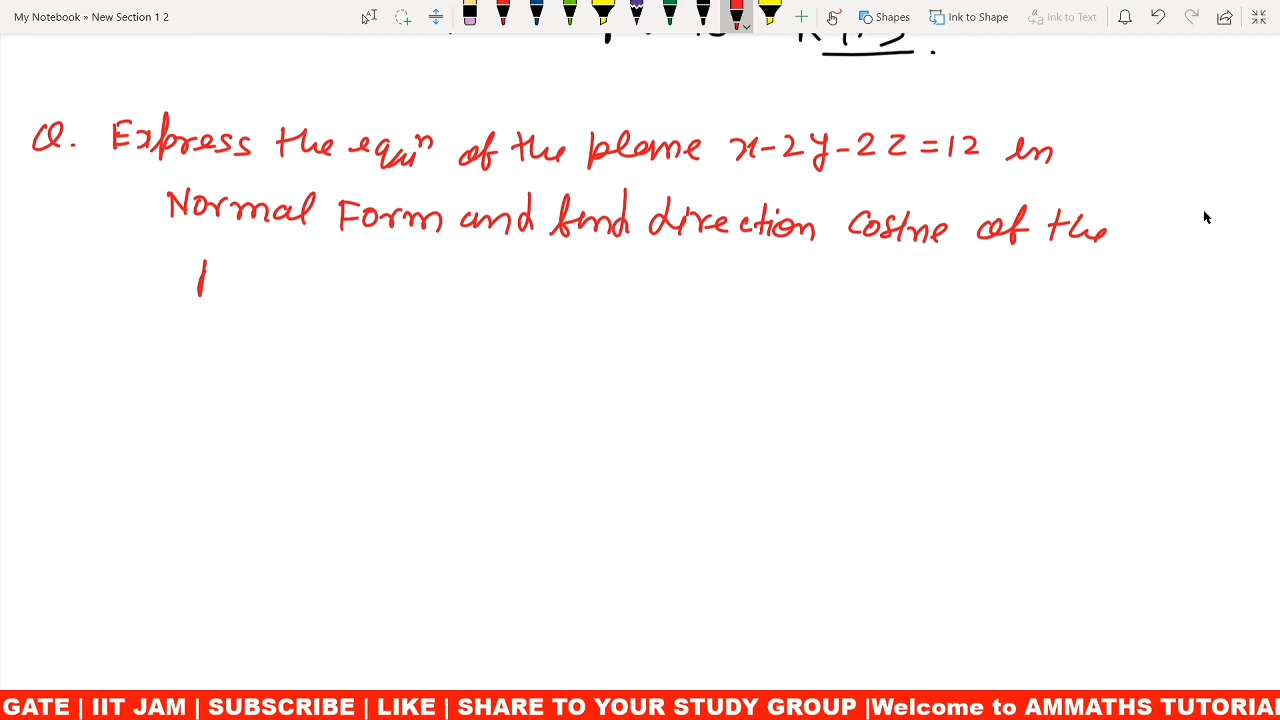 My Notebook » New Section 1 2
Shapes
Ink to Shape
Ink to Text
Q. Express the equⁿ of the plane x-2y-2z=12 in
Normal Form and find direction cosine of the
GATE | IIT JAM | SUBSCRIBE | LIKE | SHARE TO YOUR STUDY GROUP |Welcome to AMMATHS TUTORIA